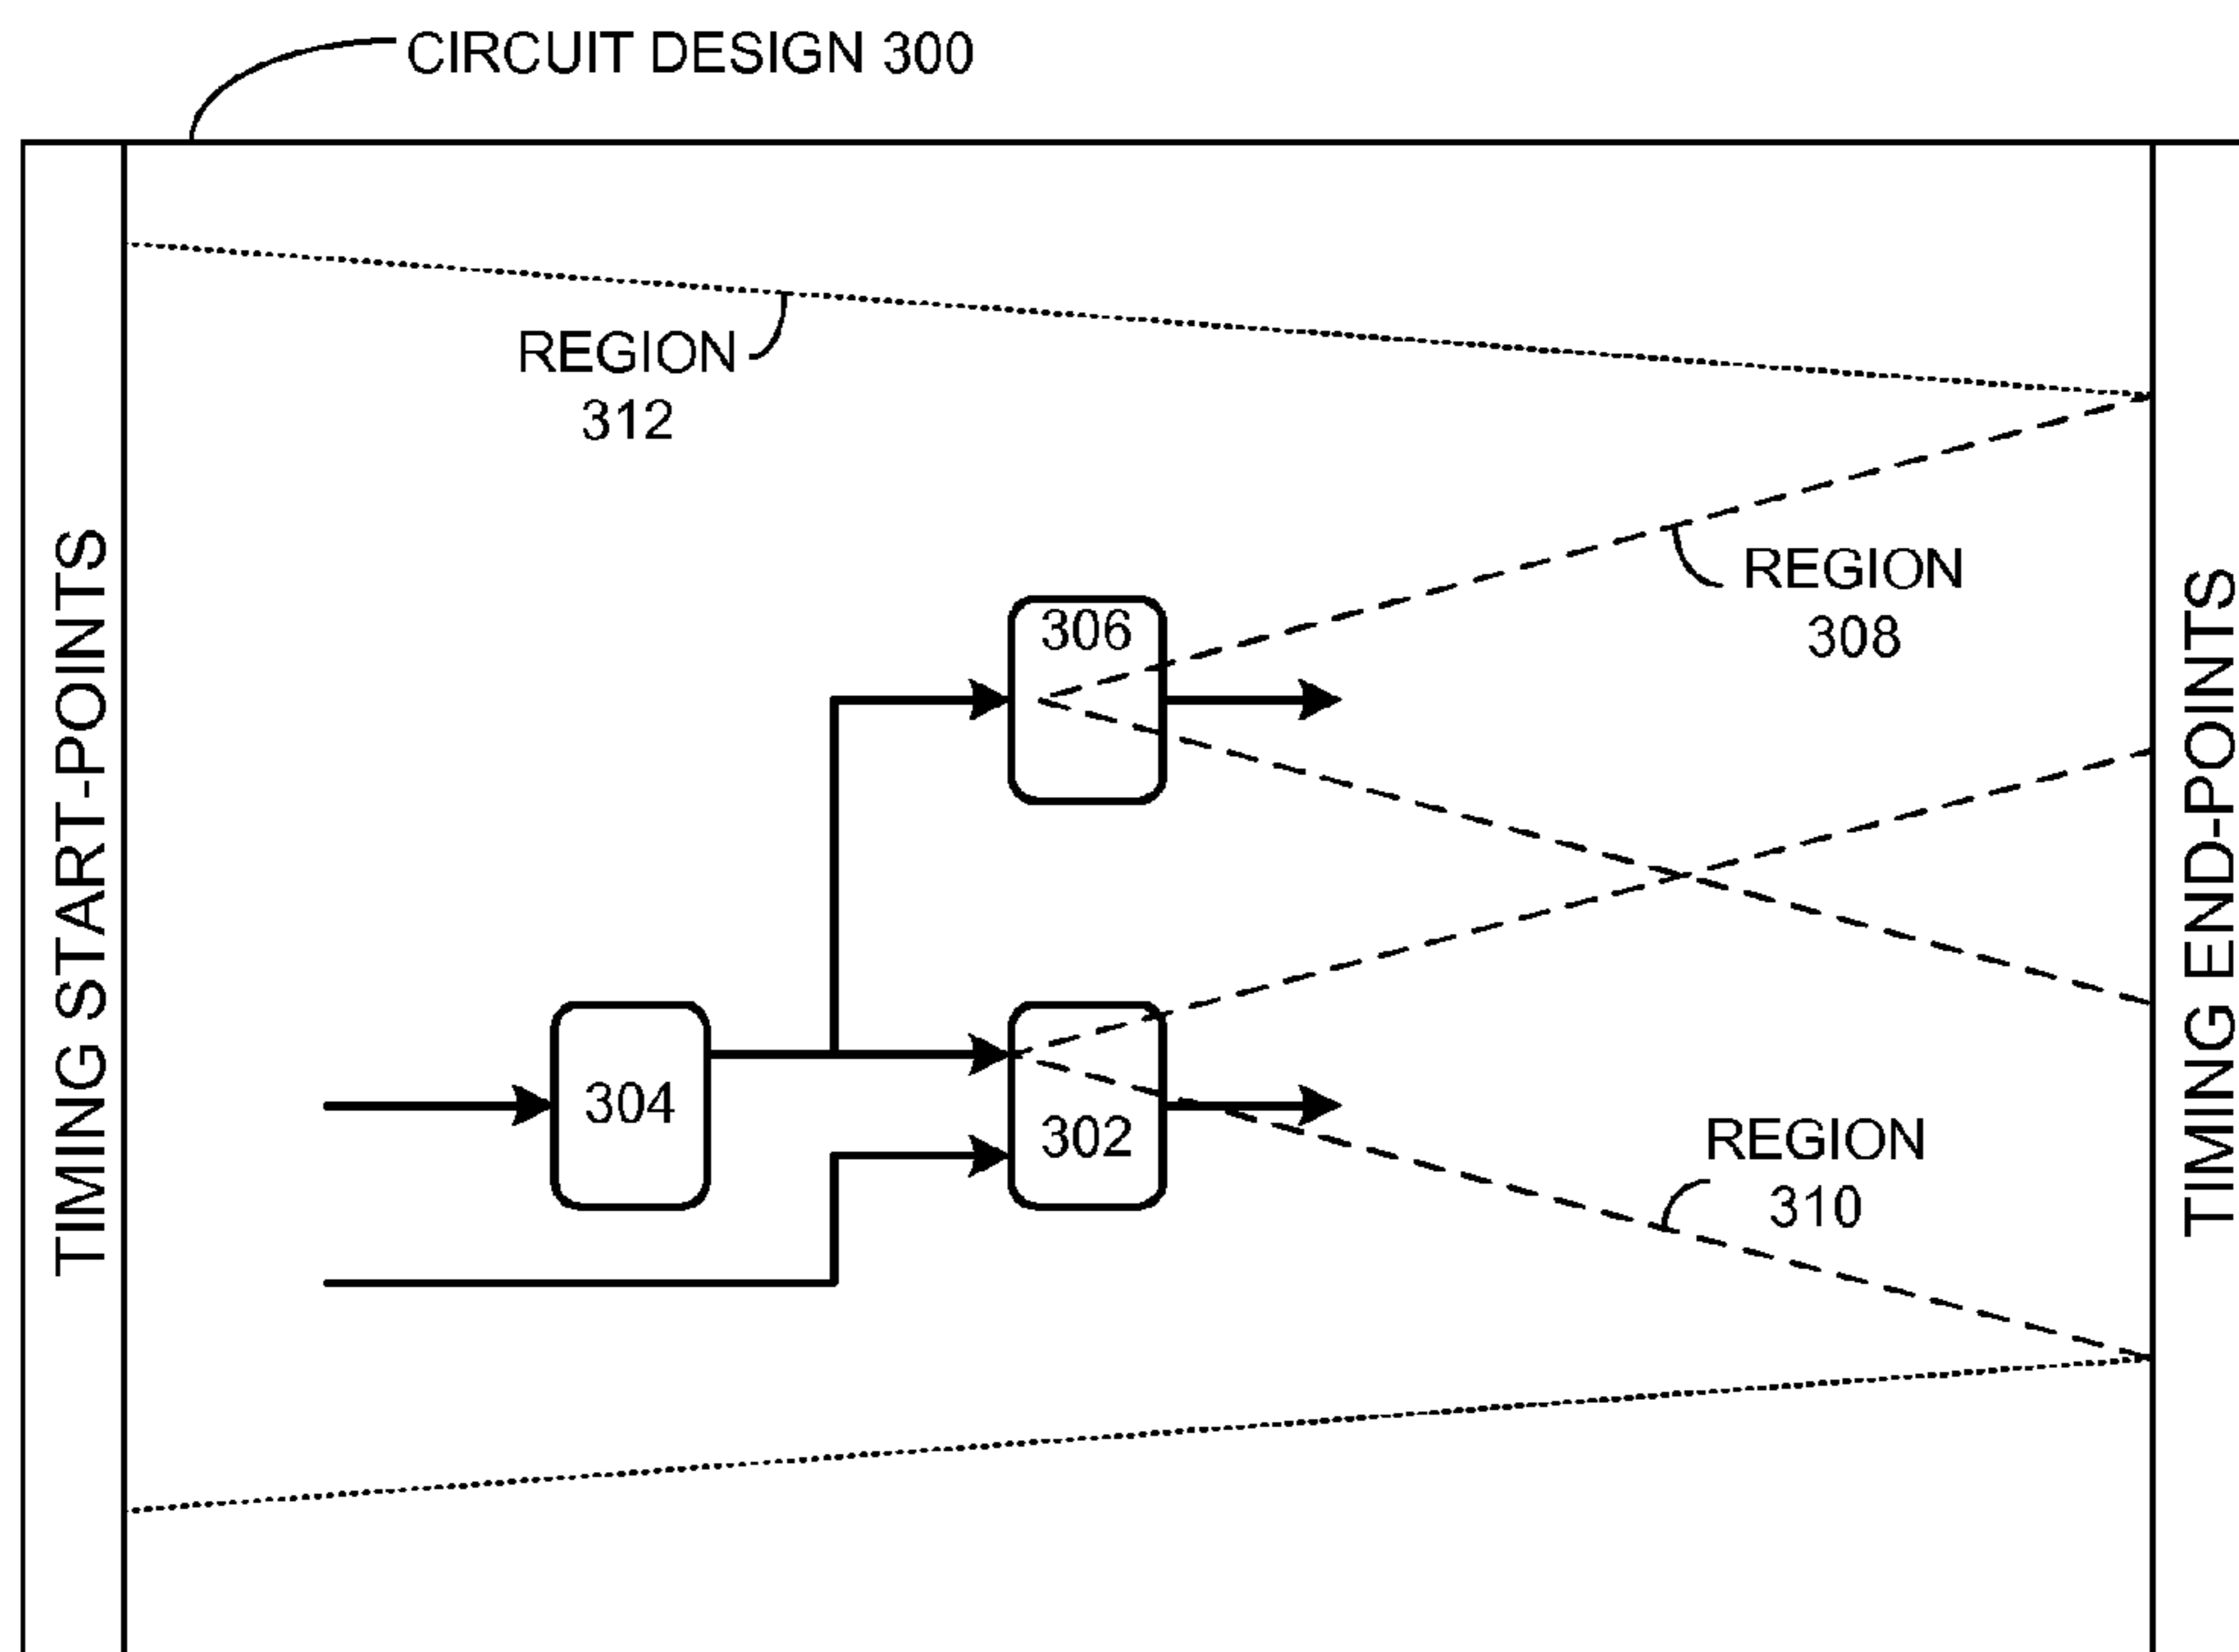 CIRCUIT DESIGN 300
REGION
312
REGION
308
306
TIMING START-POINTS
TIMING END-POINTS
304
302
REGION
310